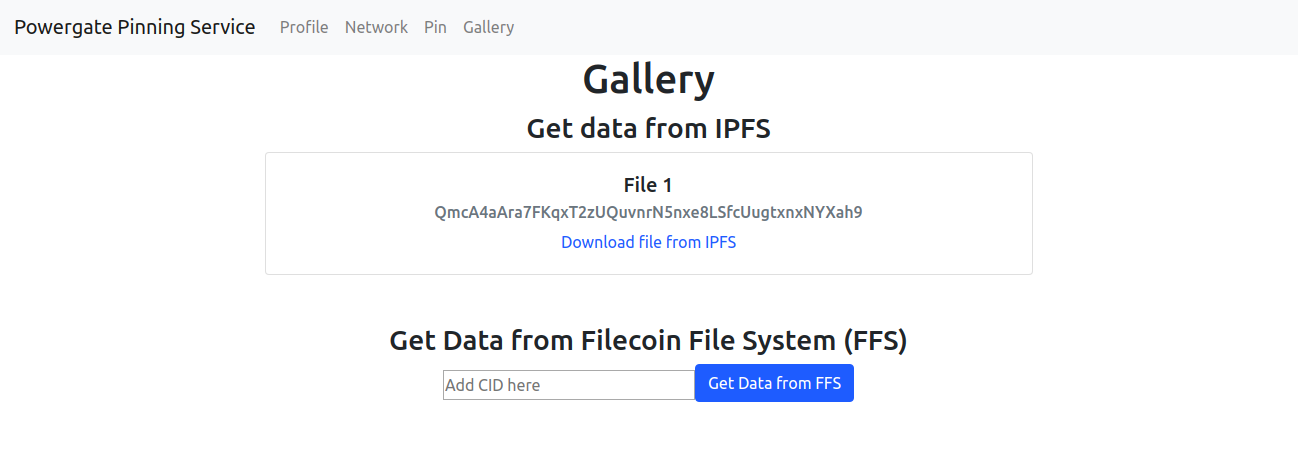 Powergate Pinning Service Profile Network Pin Gallery
Gallery
Get data from IPFS
File 1
QmcA4aAra7FKqxT2zUQuvnrN5nxe8LSfcUugtxnxNYXah9
Download file from IPFS
Get Data from Filecoin File System (FFS)
Add CID here Get Data from FFS